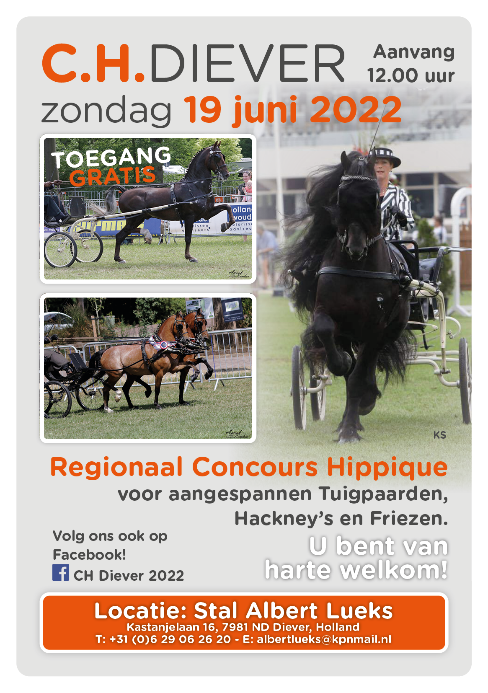 C.H.DIEVER
Aanvang
12.00 uur
zondag 19 juni 2022
TOEGANG
GRATIS
KS
Regionaal Concours Hippique
voor aangespannen Tuigpaarden,
Hackney's en Friezen.
Volg ons ook op
Facebook!
f CH Diever 2022
U bent van
harte welkom!
Locatie: Stal Albert Lueks
Kastanjelaan 16, 7981 ND Diever, Holland
T: +31 (0)6 29 06 26 20 - E: albertlueks@kpnmail.nl